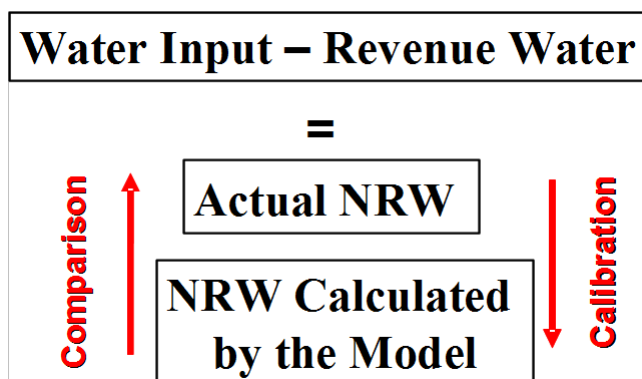 Water Input – Revenue Water
=
Comparison
Actual NRW
Calibration
NRW Calculated
by the Model